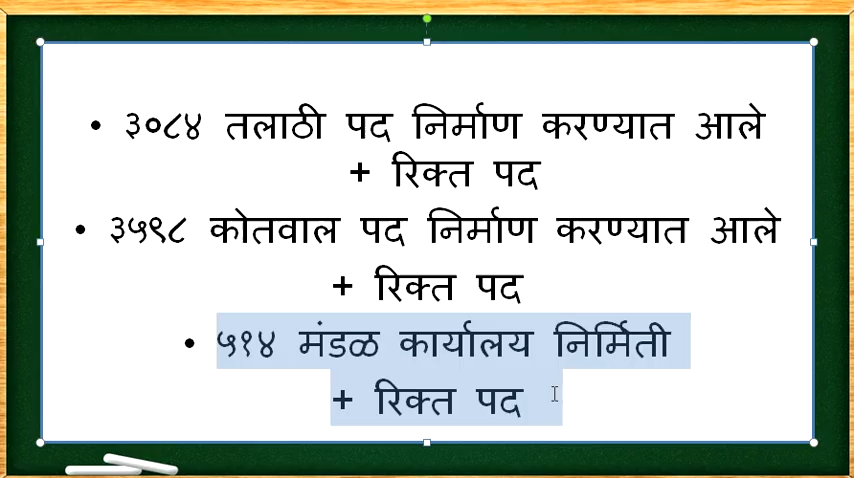 • ३०८४ तलाठी पद निर्माण करण्यात आले
+ रिक्त पद
• ३५९८ कोतवाल पद निर्माण करण्यात आले
+ रिक्त पद
• ५१४ मंडळ कार्यालय निर्मिती
+ रिक्त पद